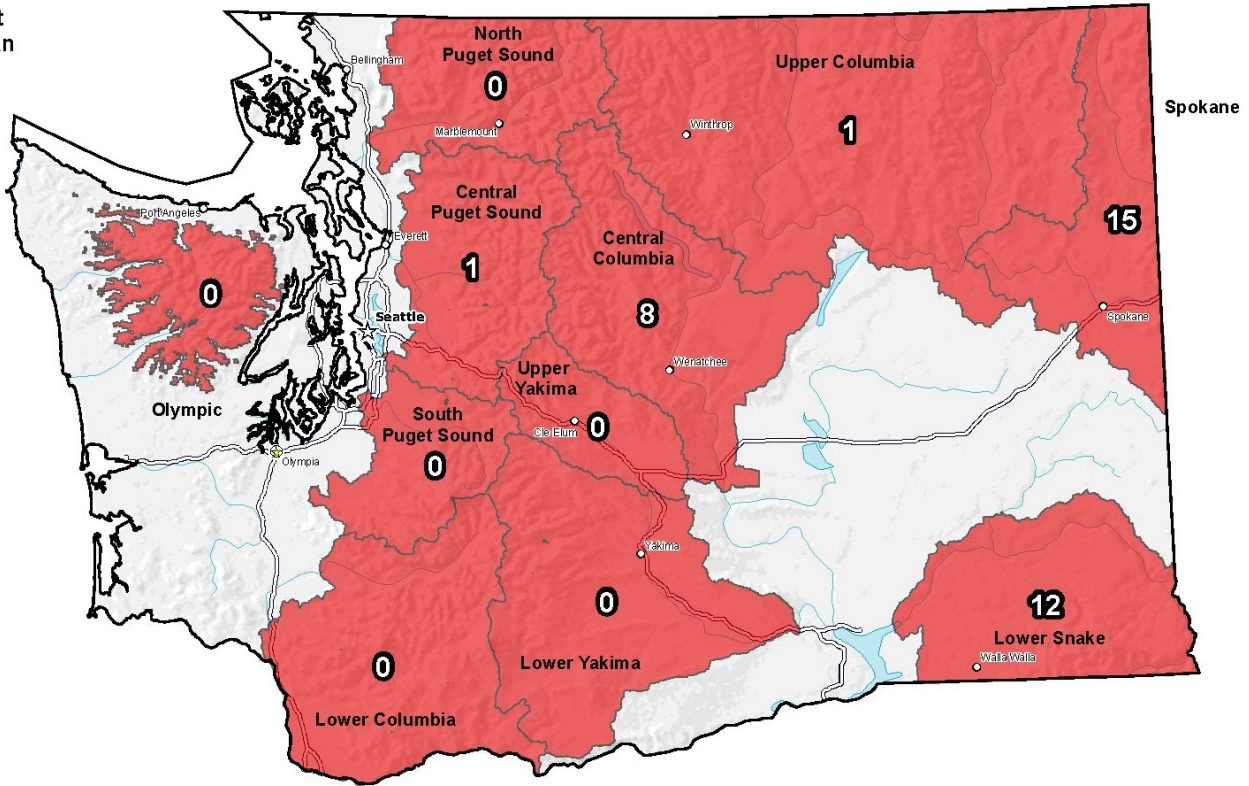 North
Puget Sound
0
Bellingham
Marblemount
Upper Columbia
1
Winthrop
Spokane
15
Spokane
Central
Puget Sound
1
Everett
Central
Columbia
8
Wenatchee
Port Angeles
0
Olympic
Seattle
Upper
Yakima
0
Cle Elum
South
Puget Sound
0
Olympia
Yakima
0
Lower Yakima
12
Lower Snake
Walla Walla
0
Lower Columbia